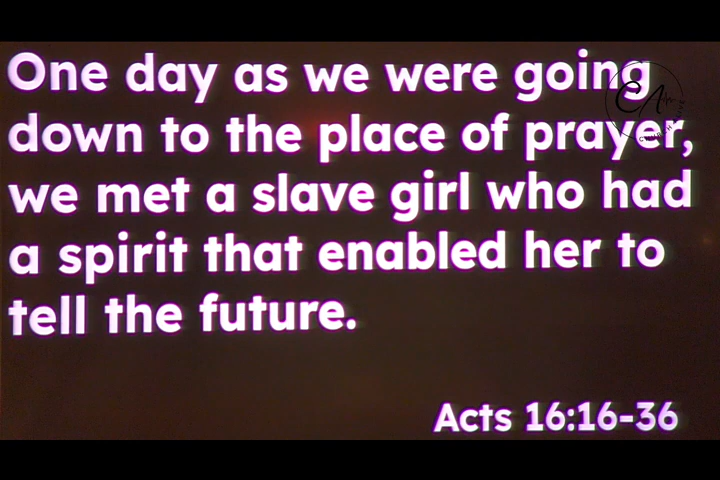 One day as we were going
down to the place of prayer,
we met a slave girl who had
a spirit that enabled her to
tell the future.
Acts 16:16-36